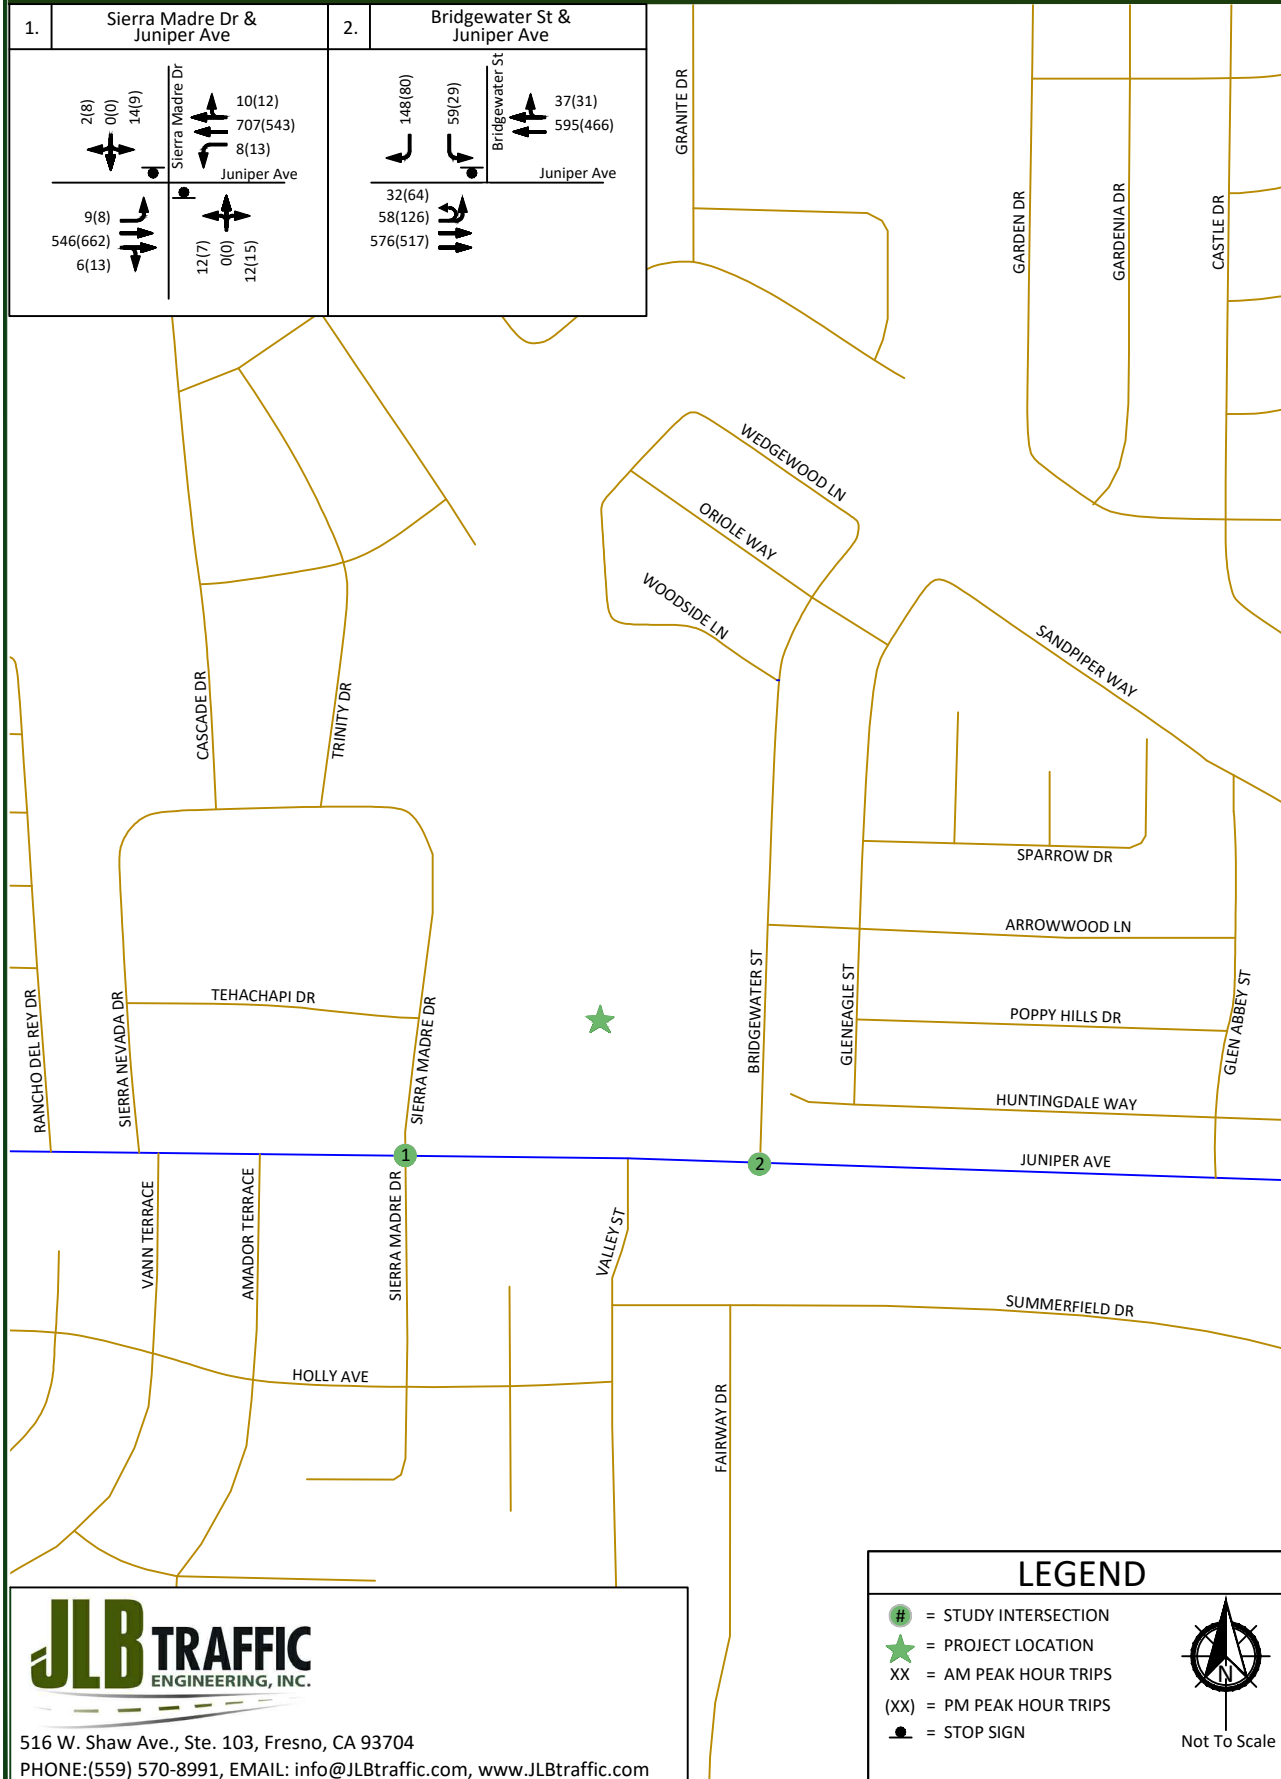 1.
Sierra Madre Dr &
Juniper Ave
2.
Bridgewater St &
Juniper Ave
2(8)
0(0)
14(9)
Sierra Madre Dr
10(12)
707(543)
8(13)
Juniper Ave
9(8)
546(662)
6(13)
12(7)
0(0)
12(15)
148(80)
59(29)
Bridgewater St
37(31)
595(466)
Juniper Ave
32(64)
58(126)
576(517)
GRANITE DR
GARDEN DR
GARDENIA DR
CASTLE DR
WEDGEWOOD LN
ORIOLE WAY
WOODSIDE LN
SANDPIPER WAY
CASCADE DR
TRINITY DR
SPARROW DR
ARROWWOOD LN
TEHACHAPI DR
RANCHO DEL REY DR
SIERRA NEVADA DR
SIERRA MADRE DR
BRIDGEWATER ST
GLENEAGLE ST
POPPY HILLS DR
GLEN ABBEY ST
HUNTINGDALE WAY
1
2
JUNIPER AVE
VANN TERRACE
AMADOR TERRACE
SIERRA MADRE DR
VALLEY ST
SUMMERFIELD DR
HOLLY AVE
FAIRWAY DR
JLB TRAFFIC
ENGINEERING, INC.
516 W. Shaw Ave., Ste. 103, Fresno, CA 93704
PHONE:(559) 570-8991, EMAIL: info@JLBtraffic.com, www.JLBtraffic.com
LEGEND
# = STUDY INTERSECTION
= PROJECT LOCATION
XX = AM PEAK HOUR TRIPS
(XX) = PM PEAK HOUR TRIPS
= STOP SIGN
N
Not To Scale